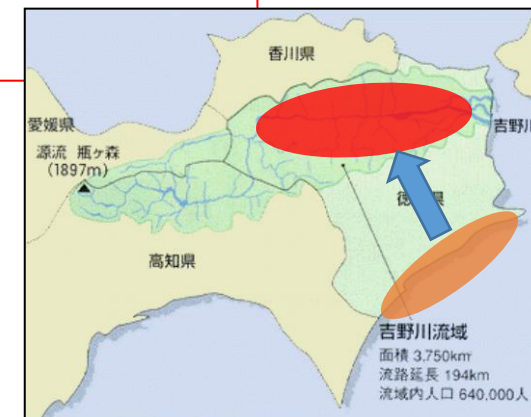 香川県
愛媛県
源流 瓶ヶ森
(1897m)
吉野川
徳 県
高知県
吉野川流域
面積 3,750km
流路延長 194km
流域内人口 640,000人